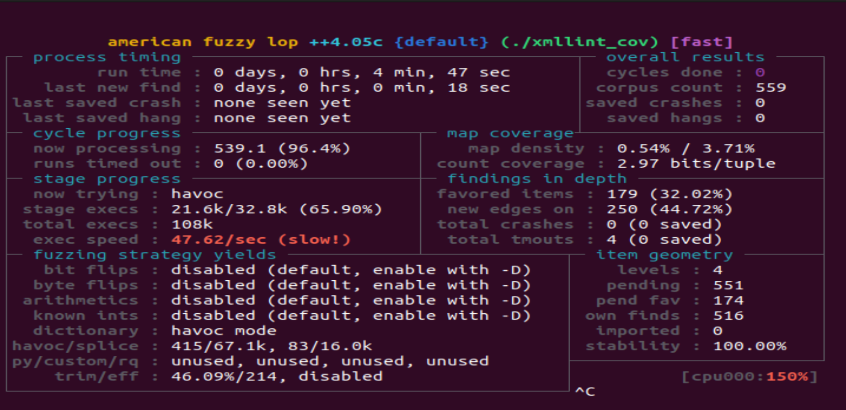 american fuzzy lop ++4.05c {default} (./xmllint_cov) [fast]
process timing overall results
run time : 0 days, 0 hrs, 4 min, 47 sec cycles done : 0
last new find : 0 days, 0 hrs, 0 min, 18 sec corpus count : 559
last saved crash : none seen yet saved crashes : 0
last saved hang : none seen yet saved hangs : 0
cycle progress map coverage
now processing : 539.1 (96.4%) map density : 0.54% / 3.71%
runs timed out : 0 (0.00%) count coverage : 2.97 bits/tuple
stage progress findings in depth
now trying : havoc favored items : 179 (32.02%)
stage execs : 21.6k/32.8k (65.90%) new edges on : 250 (44.72%)
total execs : 108k total crashes : 0 (0 saved)
exec speed : 47.62/sec (slow!) total tmouts : 4 (0 saved)
fuzzing strategy yields item geometry
bit flips : disabled (default, enable with -D) levels : 4
byte flips : disabled (default, enable with -D) pending : 551
arithmetics : disabled (default, enable with -D) pend fav : 174
known ints : disabled (default, enable with -D) own finds : 516
dictionary : havoc mode imported : 0
havoc/splice : 415/67.1k, 83/16.0k stability : 100.00%
py/custom/rq : unused, unused, unused, unused
trim/eff : 46.09%/214, disabled [cpu000:150%]
^C